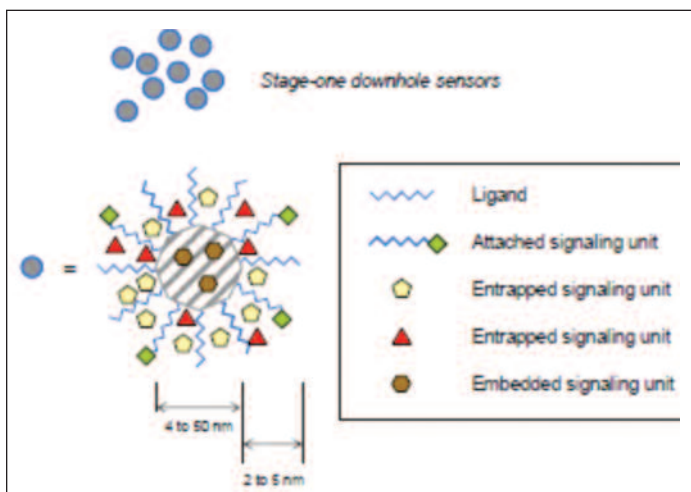 Stage-one downhole sensors
Ligand
Attached signaling unit
=
Entrapped signaling unit
Entrapped signaling unit
Embedded signaling unit
4 to 50 nm
2 to 5 nm